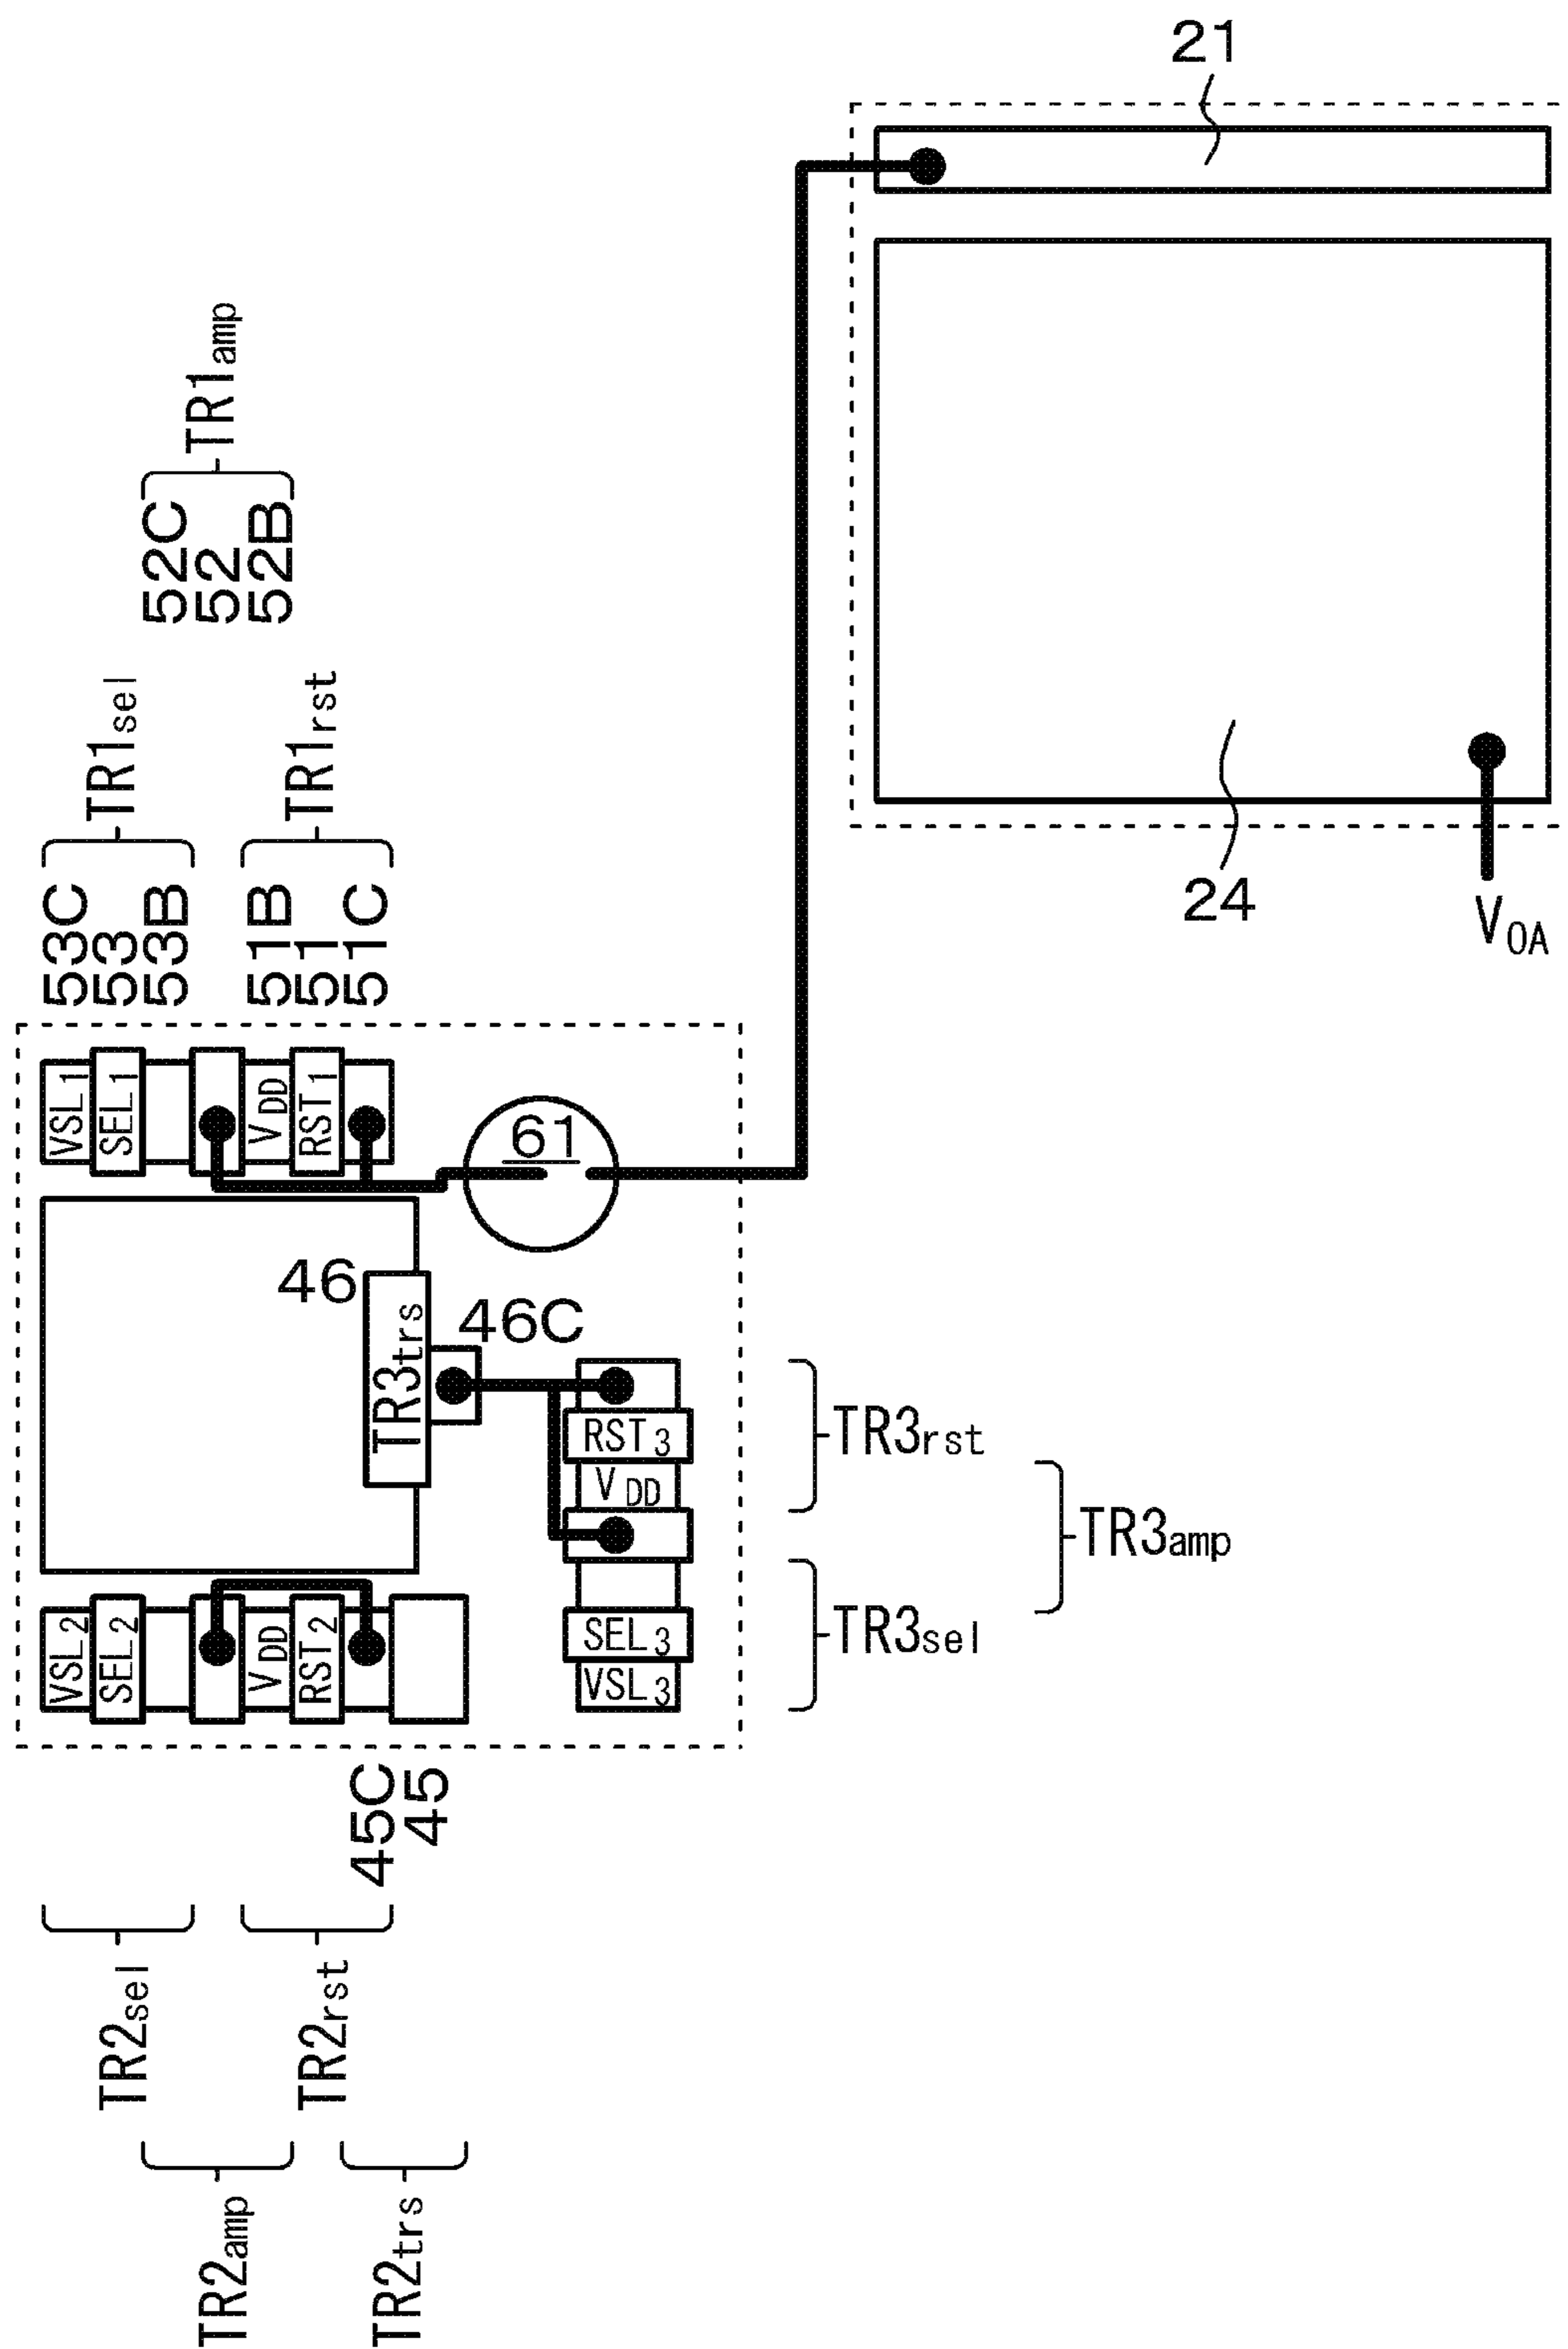 21
TR1amp
52C
52
52B
TR1sel
TR1rst
53C
53
53B
51B
51
51C
24
VOA
VSL1
SEL1
VDD
RST1
61
46
TR3trs
46C
RST3
VDD
SEL3
VSL3
TR3rst
TR3amp
TR3sel
VSL2
SEL2
VDD
RST2
45C
45
TR2sel
TR2rst
TR2amp
TR2trs